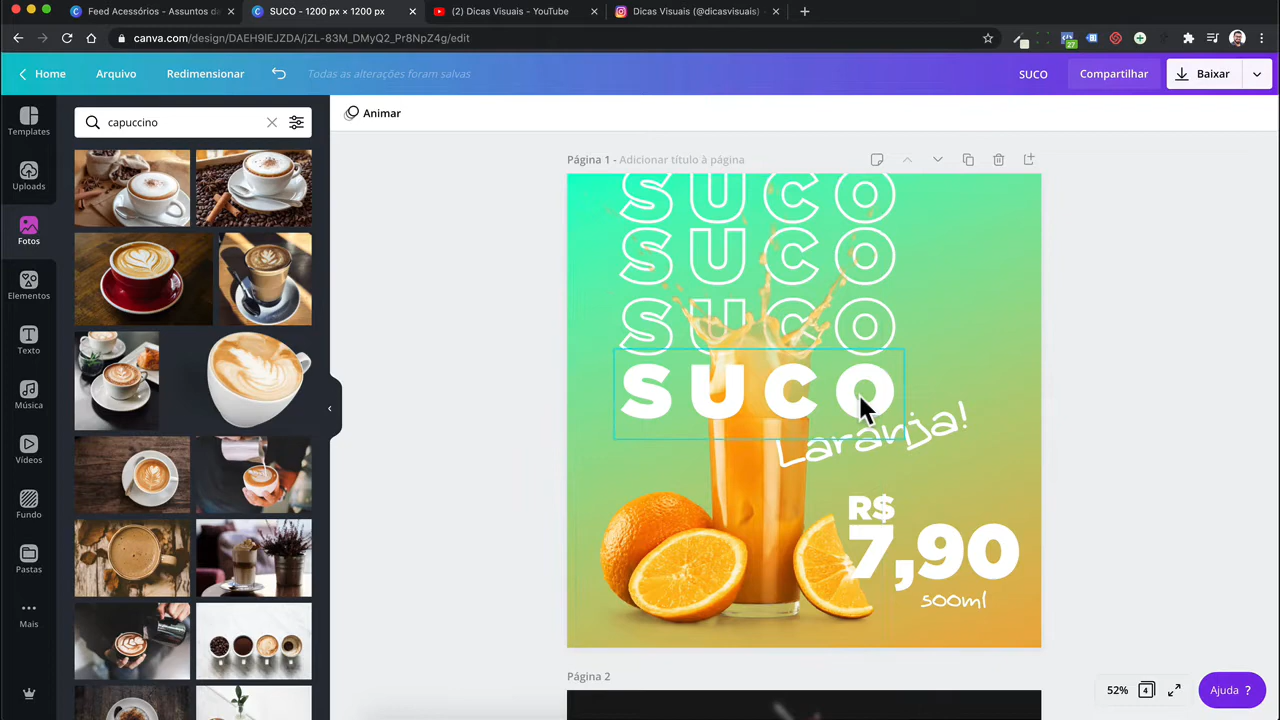 Feed Acessórios - Assuntos da
SUCO - 1200 px × 1200 px
(2) Dicas Visuais - YouTube
Dicas Visuais (@dicasvisuais)
canva.com/design/DAEH9lEJZDA/jZL-83M_DMyQ2_Pr8NpZ4g/edit
27
Home
Arquivo
Redimensionar
Todas as alterações foram salvas
SUCO
Compartilhar
Baixar
Templates
Uploads
Fotos
Elementos
Texto
Música
Vídeos
Fundo
Pastas
Mais
capuccino
Animar
Página 1 - Adicionar título à página
SUCO
SUCO
SUCO
SUCO
Laranja!
R$
7,90
500ml
Página 2
52%
4
Ajuda ?